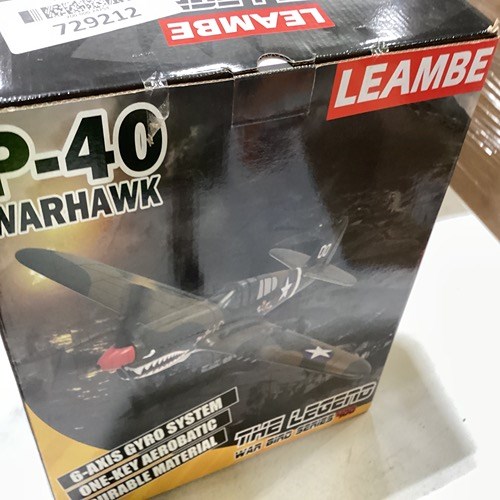 729212
LEAMBE
LEAMBE
P-40
WARHAWK
6-AXIS GYRO SYSTEM
ONE-KEY AEROBATIC
DURABLE MATERIAL
THE LEGEND
WAR BIRD SERIES